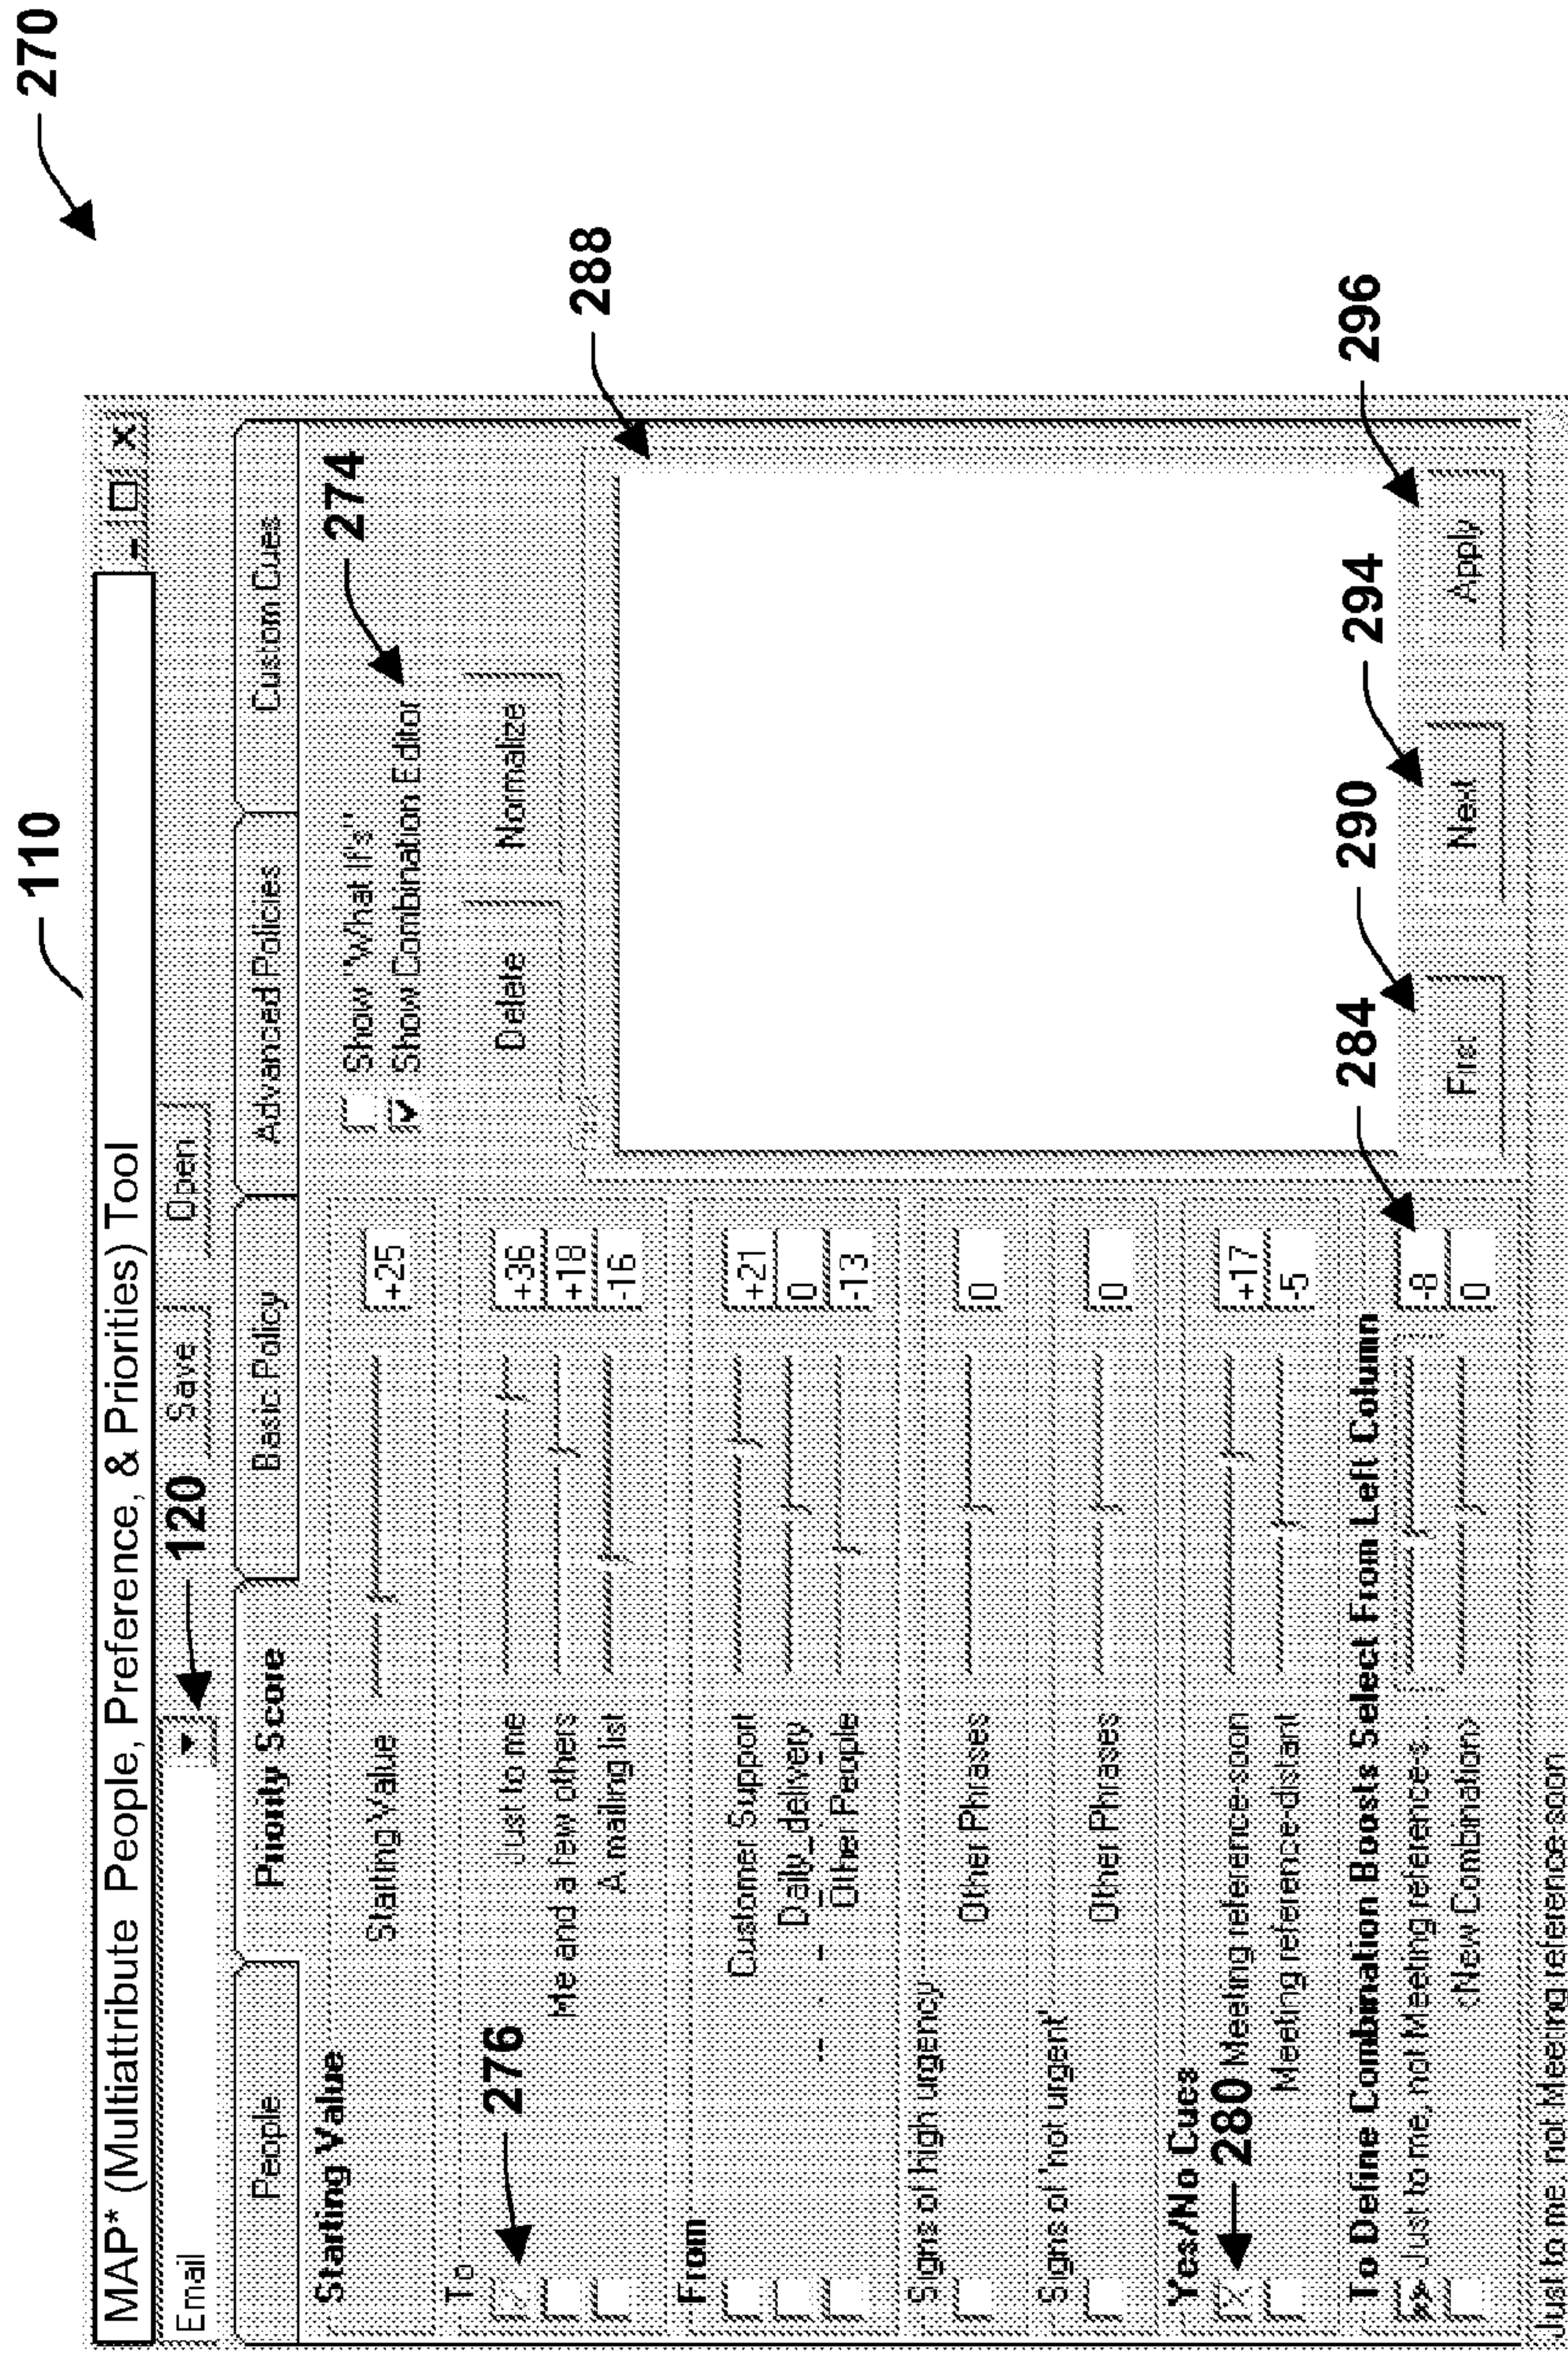 270
110
MAP* (Multiattribute People, Preference, & Priorities) Tool
Email
120
Save
Open
People
Priority Score
Basic Policy
Advanced Policies
Custom Cues
Starting Value
Starting Value
+25
Show "What If's"
Show Combination Editor
274
Delete
Normalize
288
To
276
Just to me
+36
Me and a few others
+18
A mailing list
-16
From
Customer Support
+21
Daily_delivery
0
Other People
-13
Signs of high urgency
Other Phrases
0
Signs of 'not urgent'
Other Phrases
0
Yes/No Cues
280
Meeting reference-soon
+17
Meeting reference-distant
-5
To Define Combination Boosts Select From Left Column
284
290
294
296
Just to me, not Meeting reference-s...
-8
<New Combination>
0
First
Next
Apply
Just to me, not Meeting reference-soon,